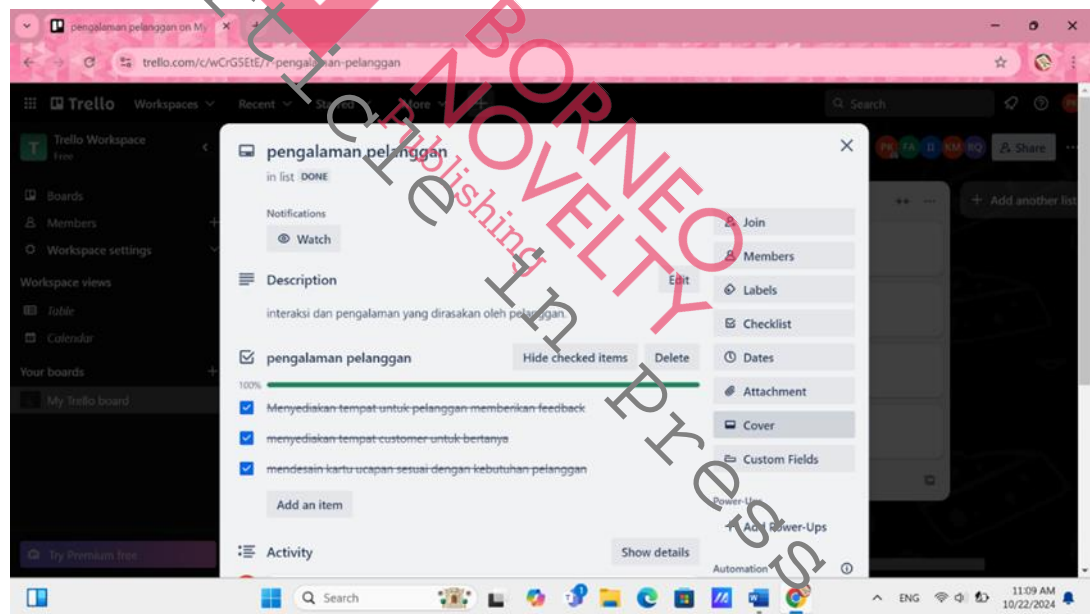 pengalaman pelanggan on My
trello.com/c/wCrG5EtE/7-pengalaman-pelanggan
Trello Workspaces Recent Starred More Search
Trello Workspace
Free
PK FA KM RQ Share
Boards
Members
Workspace settings
Workspace views
Table
Calendar
Your boards
My Trello board
Try Premium free
Add another list
pengalaman pelanggan
in list DONE
Notifications
Watch
Description Edit
interaksi dan pengalaman yang dirasakan oleh pelanggan.
pengalaman pelanggan Hide checked items Delete
100%
Menyediakan tempat untuk pelanggan memberikan feedback
menyediakan tempat customer untuk bertanya
mendesain kartu ucapan sesuai dengan kebutuhan pelanggan
Add an item
Activity Show details
Join
Members
Labels
Checklist
Dates
Attachment
Cover
Custom Fields
Power-Ups
+ Add Power-Ups
Automation
Search
ENG
11:09 AM
10/22/2024
BORNEO
NOVELTY
Publishing
Article in Press